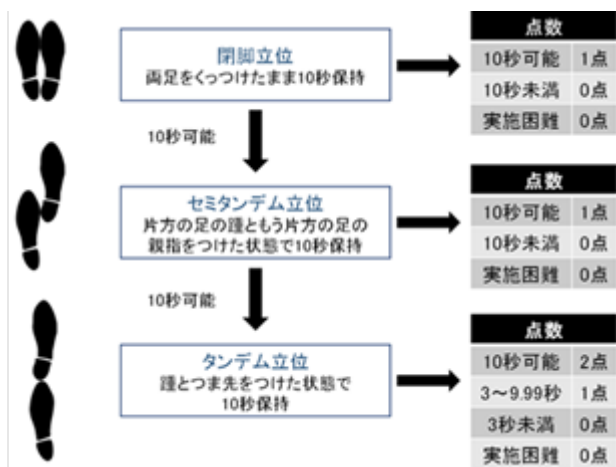 閉脚立位
両足をくっつけたまま10秒保持
点数
10秒可能 1点
10秒未満 0点
実施困難 0点
10秒可能
セミタンデム立位
片方の足の踵ともう片方の足の
親指をつけた状態で10秒保持
点数
10秒可能 1点
10秒未満 0点
実施困難 0点
10秒可能
タンデム立位
踵とつま先をつけた状態で
10秒保持
点数
10秒可能 2点
3～9.99秒 1点
3秒未満 0点
実施困難 0点